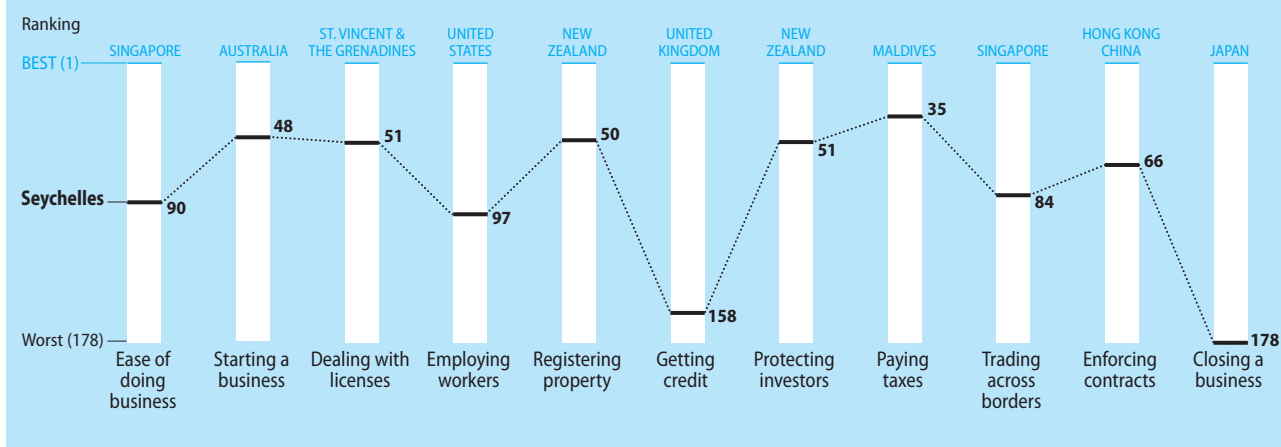 Ranking
ST. VINCENT & UNITED NEW UNITED NEW HONG KONG
SINGAPORE AUSTRALIA THE GRENADINES STATES ZEALAND KINGDOM ZEALAND MALDIVES SINGAPORE CHINA JAPAN
BEST (1)
35
48
51
50
51
66
Seychelles
90
84
97
158
Worst (178)
178
Ease of Starting a Dealing with Employing Registering Getting Protecting Paying Trading Enforcing Closing a
doing business licenses workers property credit investors taxes across contracts business
business borders